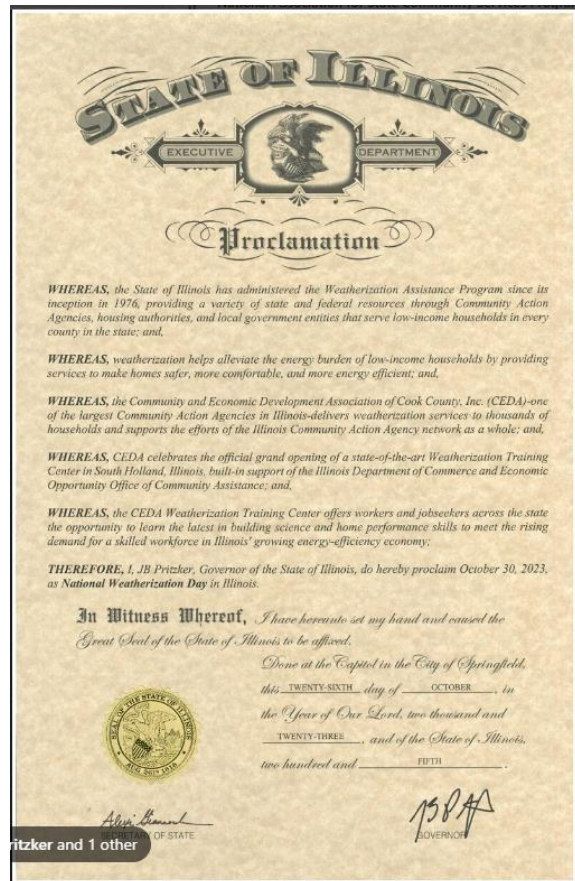 STATE OF ILLINOIS
EXECUTIVE DEPARTMENT
Proclamation
WHEREAS, the State of Illinois has administered the Weatherization Assistance Program since its
inception in 1976, providing a variety of state and federal resources through Community Action
Agencies, housing authorities, and local government entities that serve low-income households in every
county in the state; and,
WHEREAS, weatherization helps alleviate the energy burden of low-income households by providing
services to make homes safer, more comfortable, and more energy efficient; and,
WHEREAS, the Community and Economic Development Association of Cook County, Inc. (CEDA)-one
of the largest Community Action Agencies in Illinois-delivers weatherization services to thousands of
households and supports the efforts of the Illinois Community Action Agency network as a whole; and,
WHEREAS, CEDA celebrates the official grand opening of a state-of-the-art Weatherization Training
Center in South Holland, Illinois, built-in support of the Illinois Department of Commerce and Economic
Opportunity Office of Community Assistance; and,
WHEREAS, the CEDA Weatherization Training Center offers workers and jobseekers across the state
the opportunity to learn the latest in building science and home performance skills to meet the rising
demand for a skilled workforce in Illinois' growing energy-efficiency economy;
THEREFORE, I, JB Pritzker, Governor of the State of Illinois, do hereby proclaim October 30, 2023,
as National Weatherization Day in Illinois.
In Witness Whereof, I have hereunto set my hand and caused the
Great Seal of the State of Illinois to be affixed.
Done at the Capitol in the City of Springfield,
this TWENTY-SIXTH day of OCTOBER, in
the Year of Our Lord, two thousand and
TWENTY-THREE, and of the State of Illinois,
two hundred and FIFTH.
SEAL OF THE STATE OF ILLINOIS
AUG. 26TH 1818
SECRETARY OF STATE
GOVERNOR
ritzker and 1 other